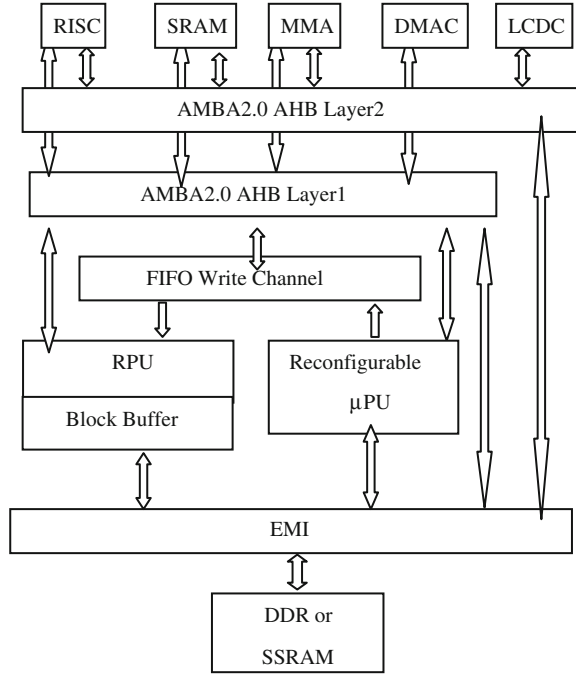 RISC SRAM MMA DMAC LCDC
AMBA2.0 AHB Layer2
AMBA2.0 AHB Layer1
FIFO Write Channel
RPU
Block Buffer
Reconfigurable
μPU
EMI
DDR or
SSRAM